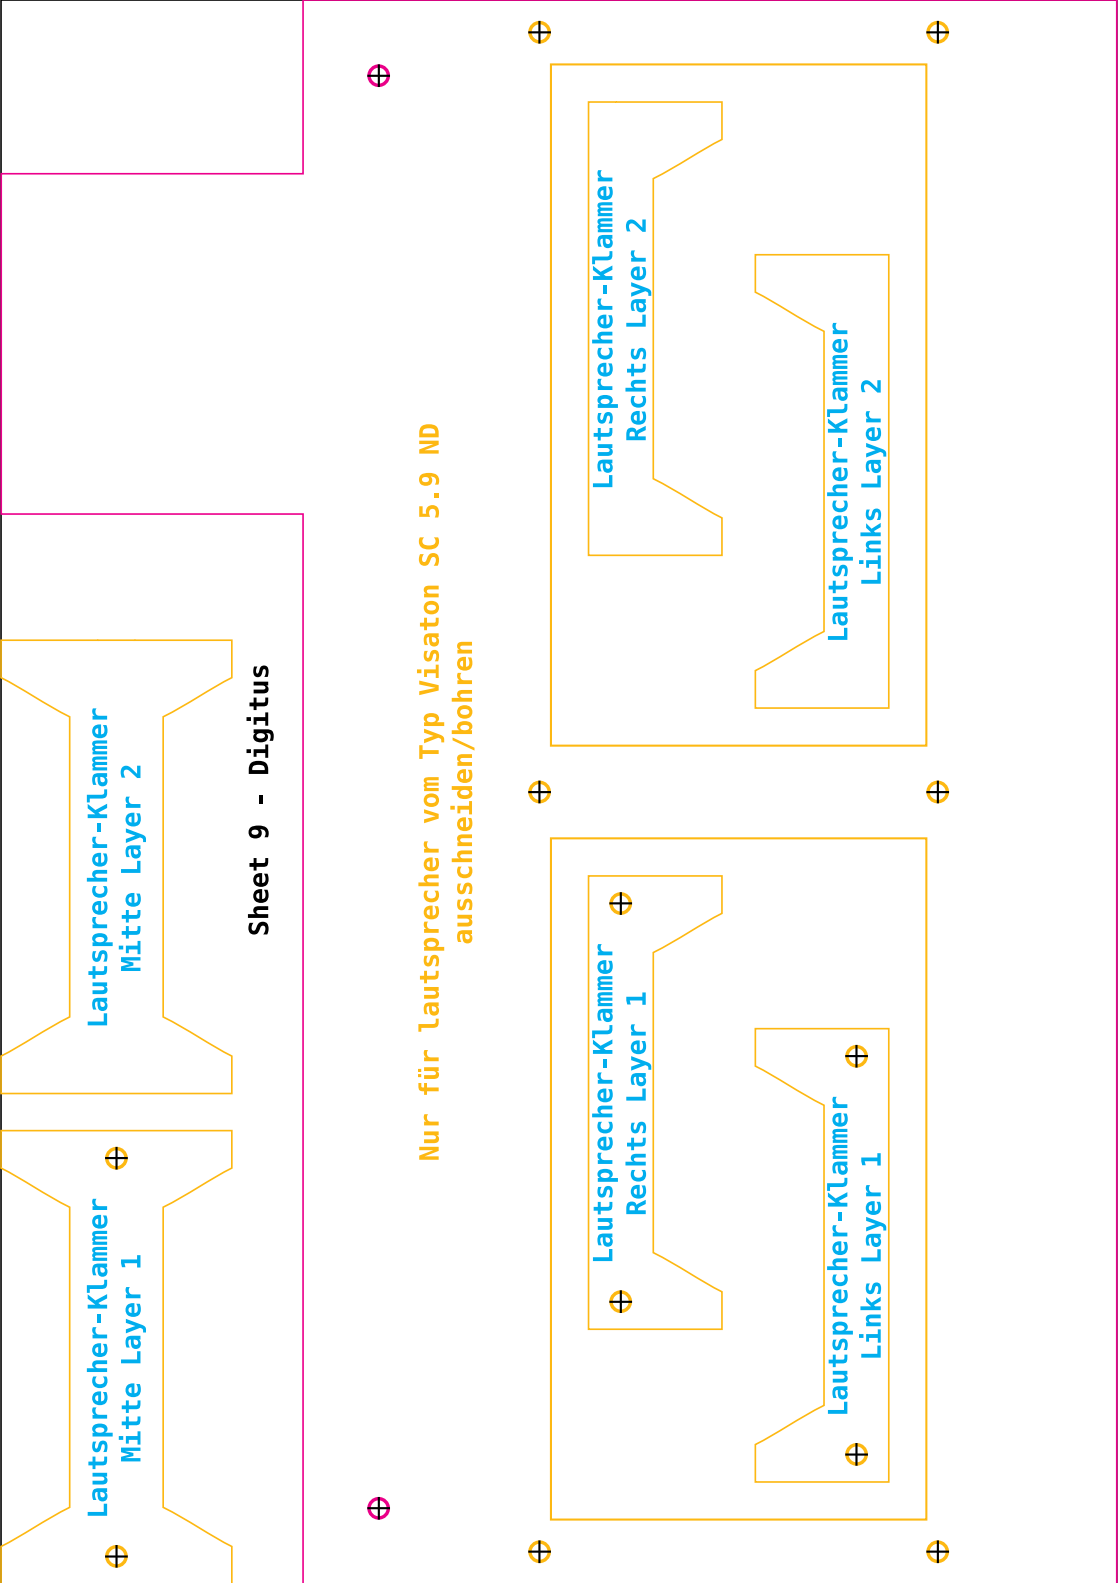 Lautsprecher-Klammer
Mitte Layer 2
Lautsprecher-Klammer
Mitte Layer 1
Sheet 9 - Digitus
Nur für lautsprecher vom Typ Visaton SC 5.9 ND
ausschneiden/bohren
Lautsprecher-Klammer
Rechts Layer 2
Lautsprecher-Klammer
Links Layer 2
Lautsprecher-Klammer
Rechts Layer 1
Lautsprecher-Klammer
Links Layer 1